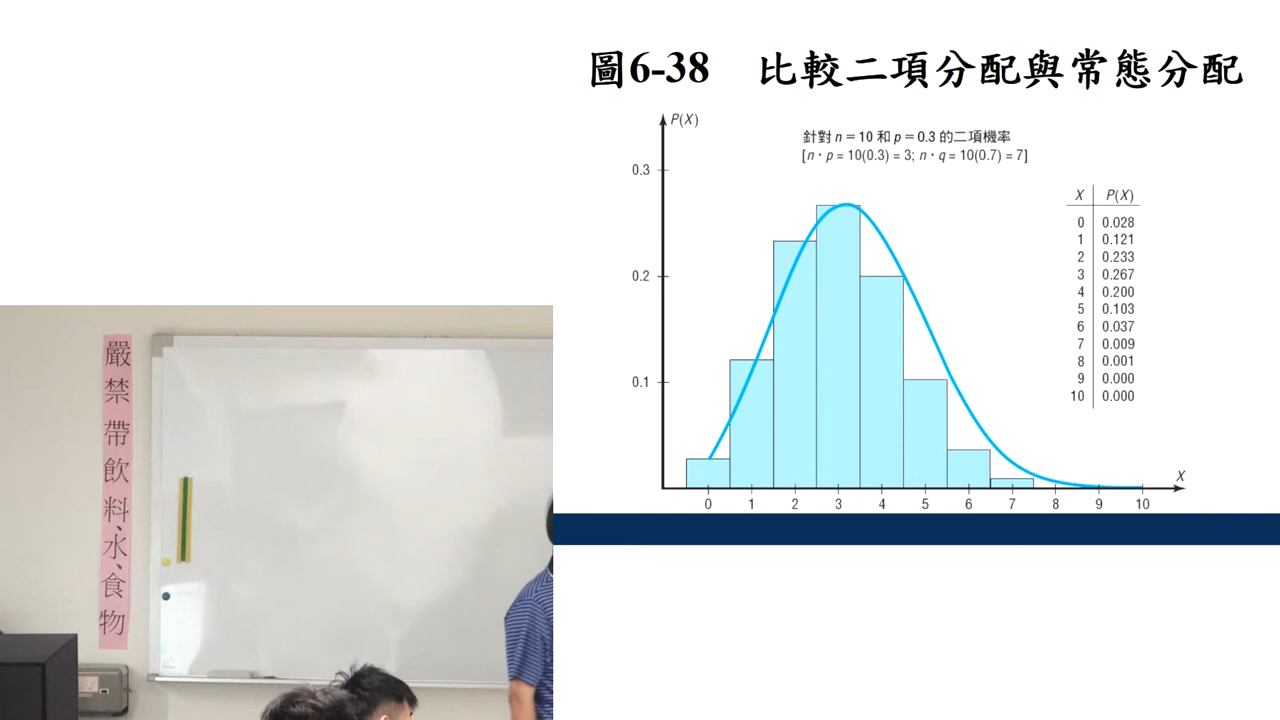 圖6-38 比較二項分配與常態分配
P(X)
針對 n = 10 和 p = 0.3 的二項機率
[n · p = 10(0.3) = 3; n · q = 10(0.7) = 7]
0.3
0.2
0.1
X P(X)
0 0.028
1 0.121
2 0.233
3 0.267
4 0.200
5 0.103
6 0.037
7 0.009
8 0.001
9 0.000
10 0.000
X
0 1 2 3 4 5 6 7 8 9 10
嚴禁帶飲料、水、食物